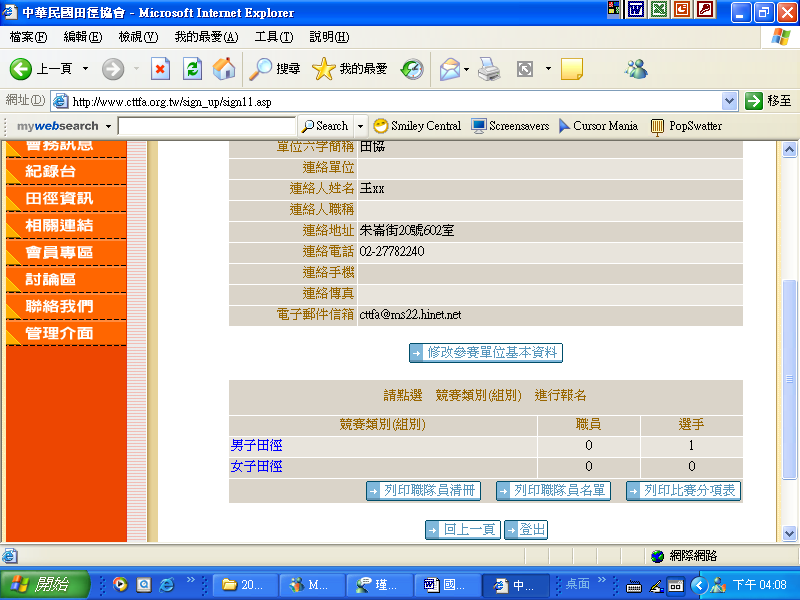 中華民國田徑協會 - Microsoft Internet Explorer
檔案(F) 編輯(E) 檢視(V) 我的最愛(A) 工具(T) 說明(H)
上一頁 搜尋 我的最愛
網址(D) http://www.cttfa.org.tw/sign_up/sign11.asp 移至
mywebsearch Search Smiley Central Screensavers Cursor Mania PopSwatter
會務訊息
紀錄台
田徑資訊
相關連結
會員專區
討論區
聯絡我們
管理介面
單位六字簡稱 田協
連絡單位
連絡人姓名 王xx
連絡人職稱
連絡地址 朱崙街20號602室
連絡電話 02-27782240
連絡手機
連絡傳真
電子郵件信箱 cttfa@ms22.hinet.net
修改參賽單位基本資料
請點選 競賽類別(組別) 進行報名
競賽類別(組別) 職員 選手
男子田徑 0 1
女子田徑 0 0
列印職隊員清冊 列印職隊員名單 列印比賽分項表
回上一頁 登出
網際網路
開始 20... M... 瑾... 國... 中... 桌面 下午 04:08